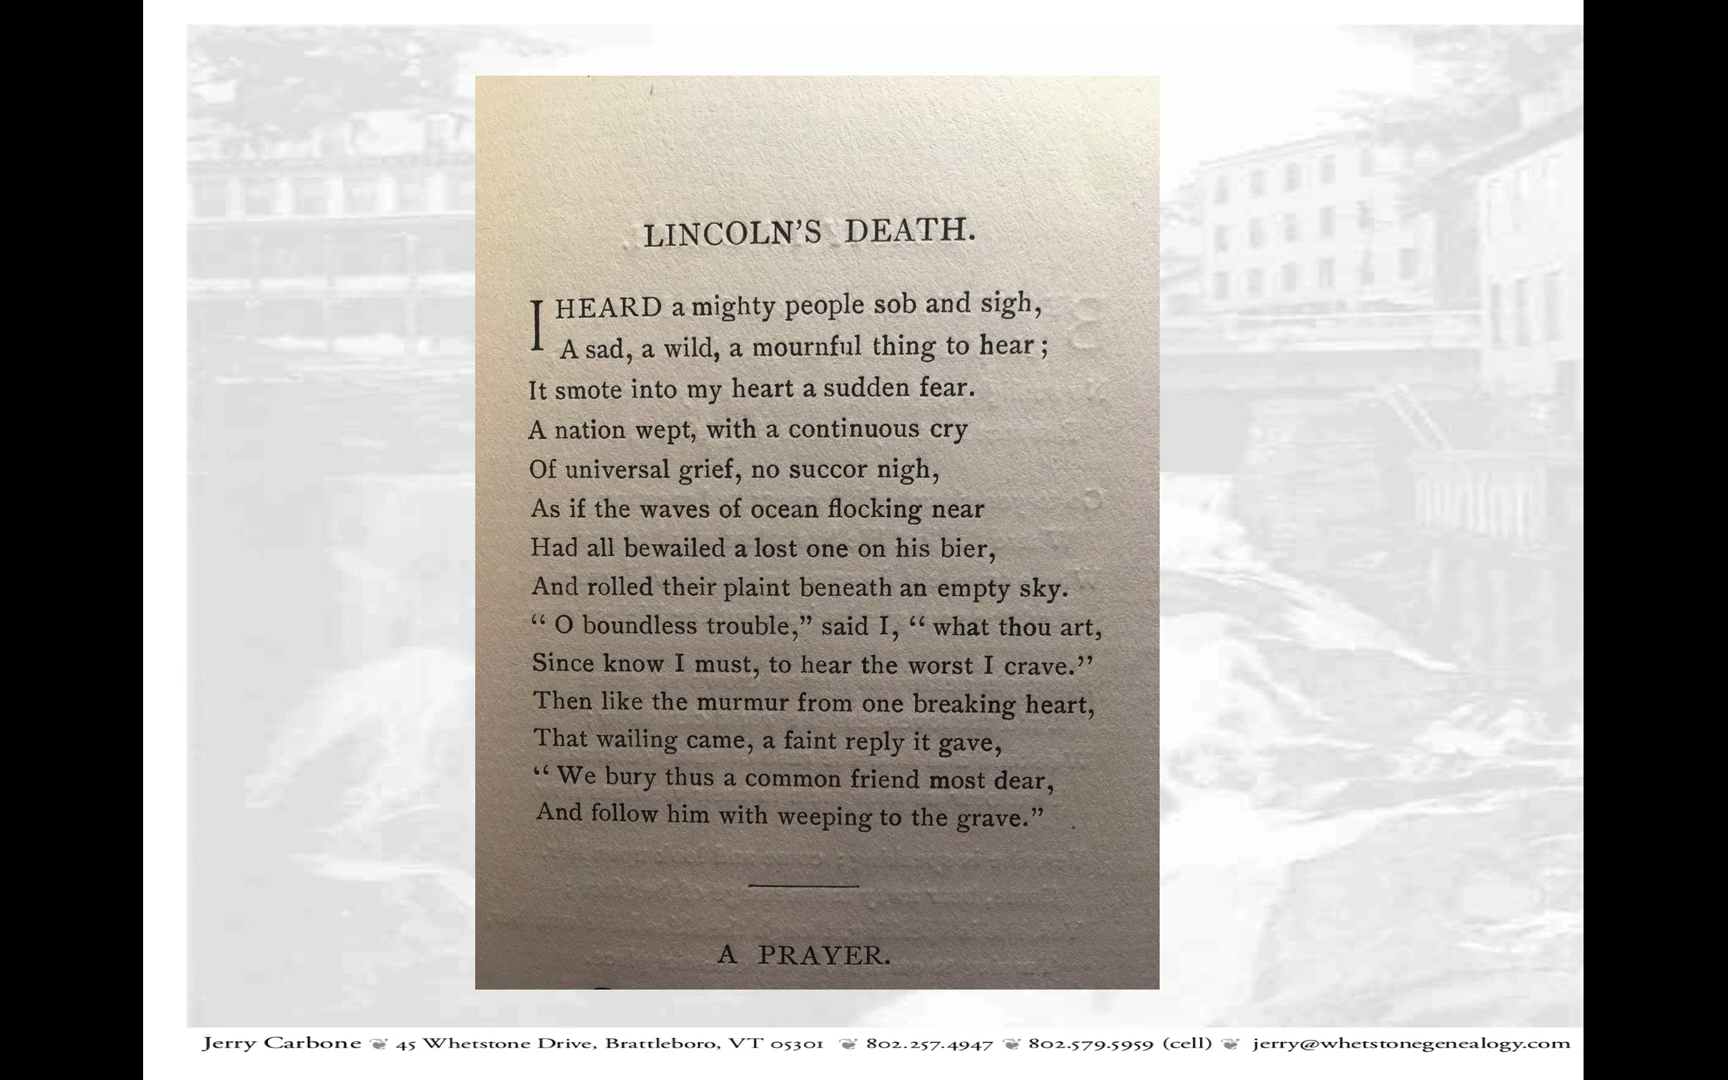 LINCOLN'S DEATH.
I HEARD a mighty people sob and sigh,
A sad, a wild, a mournful thing to hear ;
It smote into my heart a sudden fear.
A nation wept, with a continuous cry
Of universal grief, no succor nigh,
As if the waves of ocean flocking near
Had all bewailed a lost one on his bier,
And rolled their plaint beneath an empty sky.
“ O boundless trouble,” said I, “ what thou art,
Since know I must, to hear the worst I crave.”
Then like the murmur from one breaking heart,
That wailing came, a faint reply it gave,
“ We bury thus a common friend most dear,
And follow him with weeping to the grave.”
A PRAYER.
Jerry Carbone ❦ 45 Whetstone Drive, Brattleboro, VT 05301 ❦ 802.257.4947 ❦ 802.579.5959 (cell) ❦ jerry@whetstonegenealogy.com